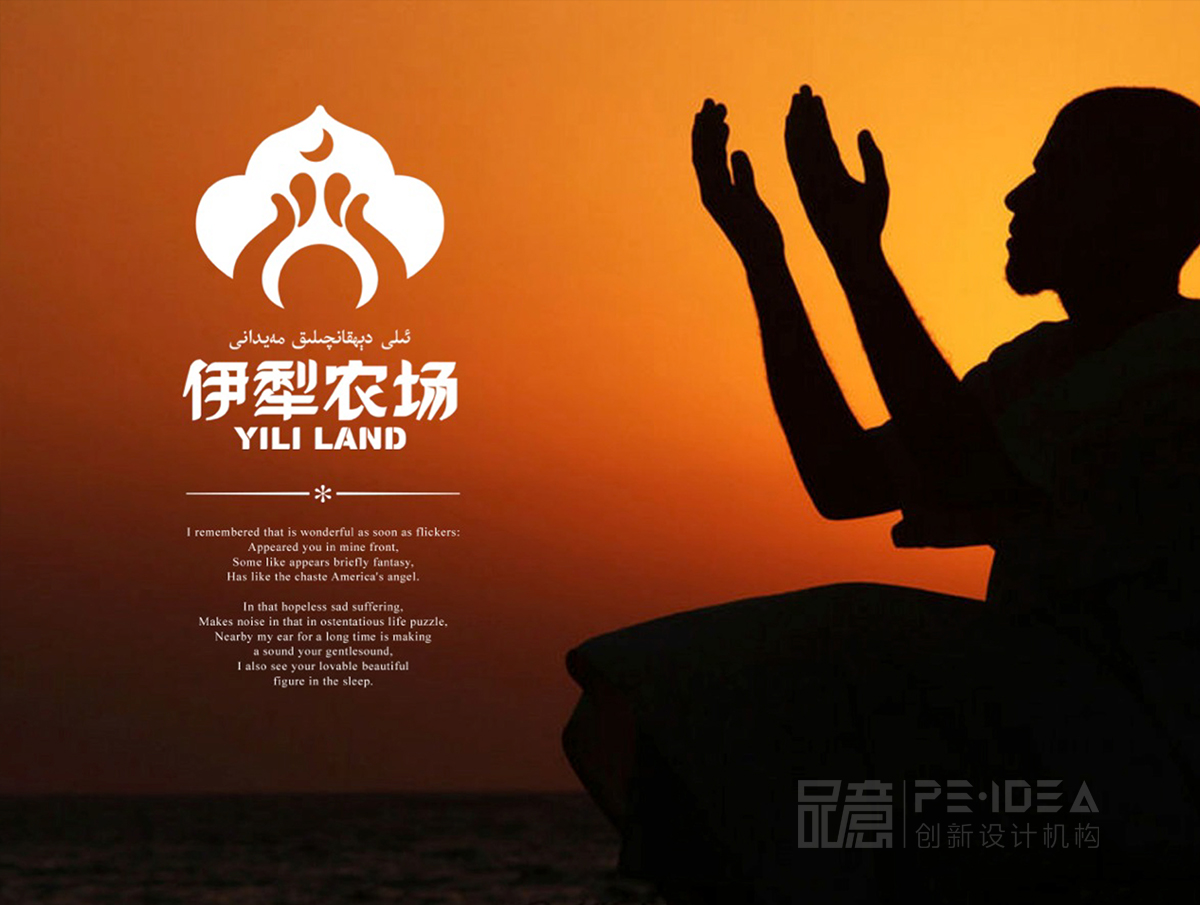 ئىلى دېھقانچىلىق مەيدانى
伊犁农场
YILI LAND
I remembered that is wonderful as soon as flickers:
Appeared you in mine front,
Some like appears briefly fantasy,
Has like the chaste America's angel.
In that hopeless sad suffering,
Makes noise in that in ostentatious life puzzle,
Nearby my ear for a long time is making
a sound your gentlesound,
I also see your lovable beautiful
figure in the sleep.
品意 PE·IDEA
创新设计机构